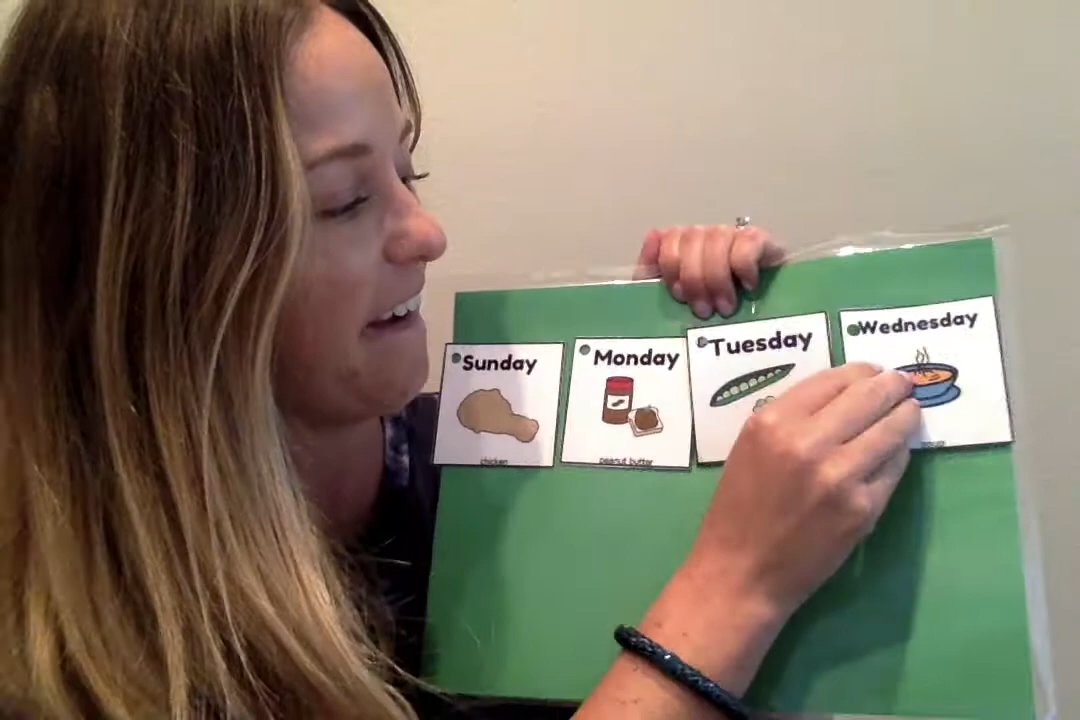 Sunday
Monday
Tuesday
Wednesday
chicken
peanut butter